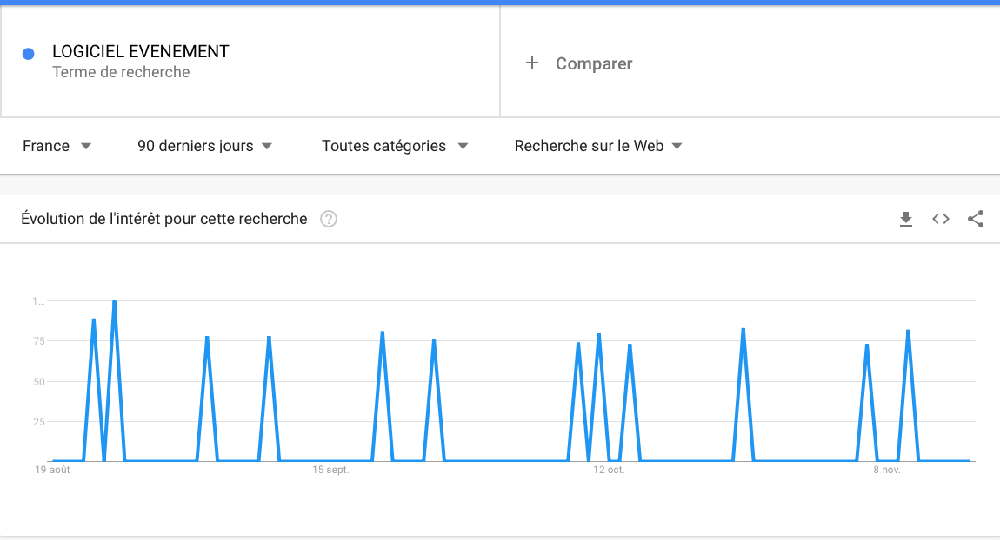 LOGICIEL EVENEMENT
Terme de recherche
+ Comparer
France
90 derniers jours
Toutes catégories
Recherche sur le Web
Évolution de l'intérêt pour cette recherche
?
1...
75
50
25
19 août
15 sept.
12 oct.
8 nov.